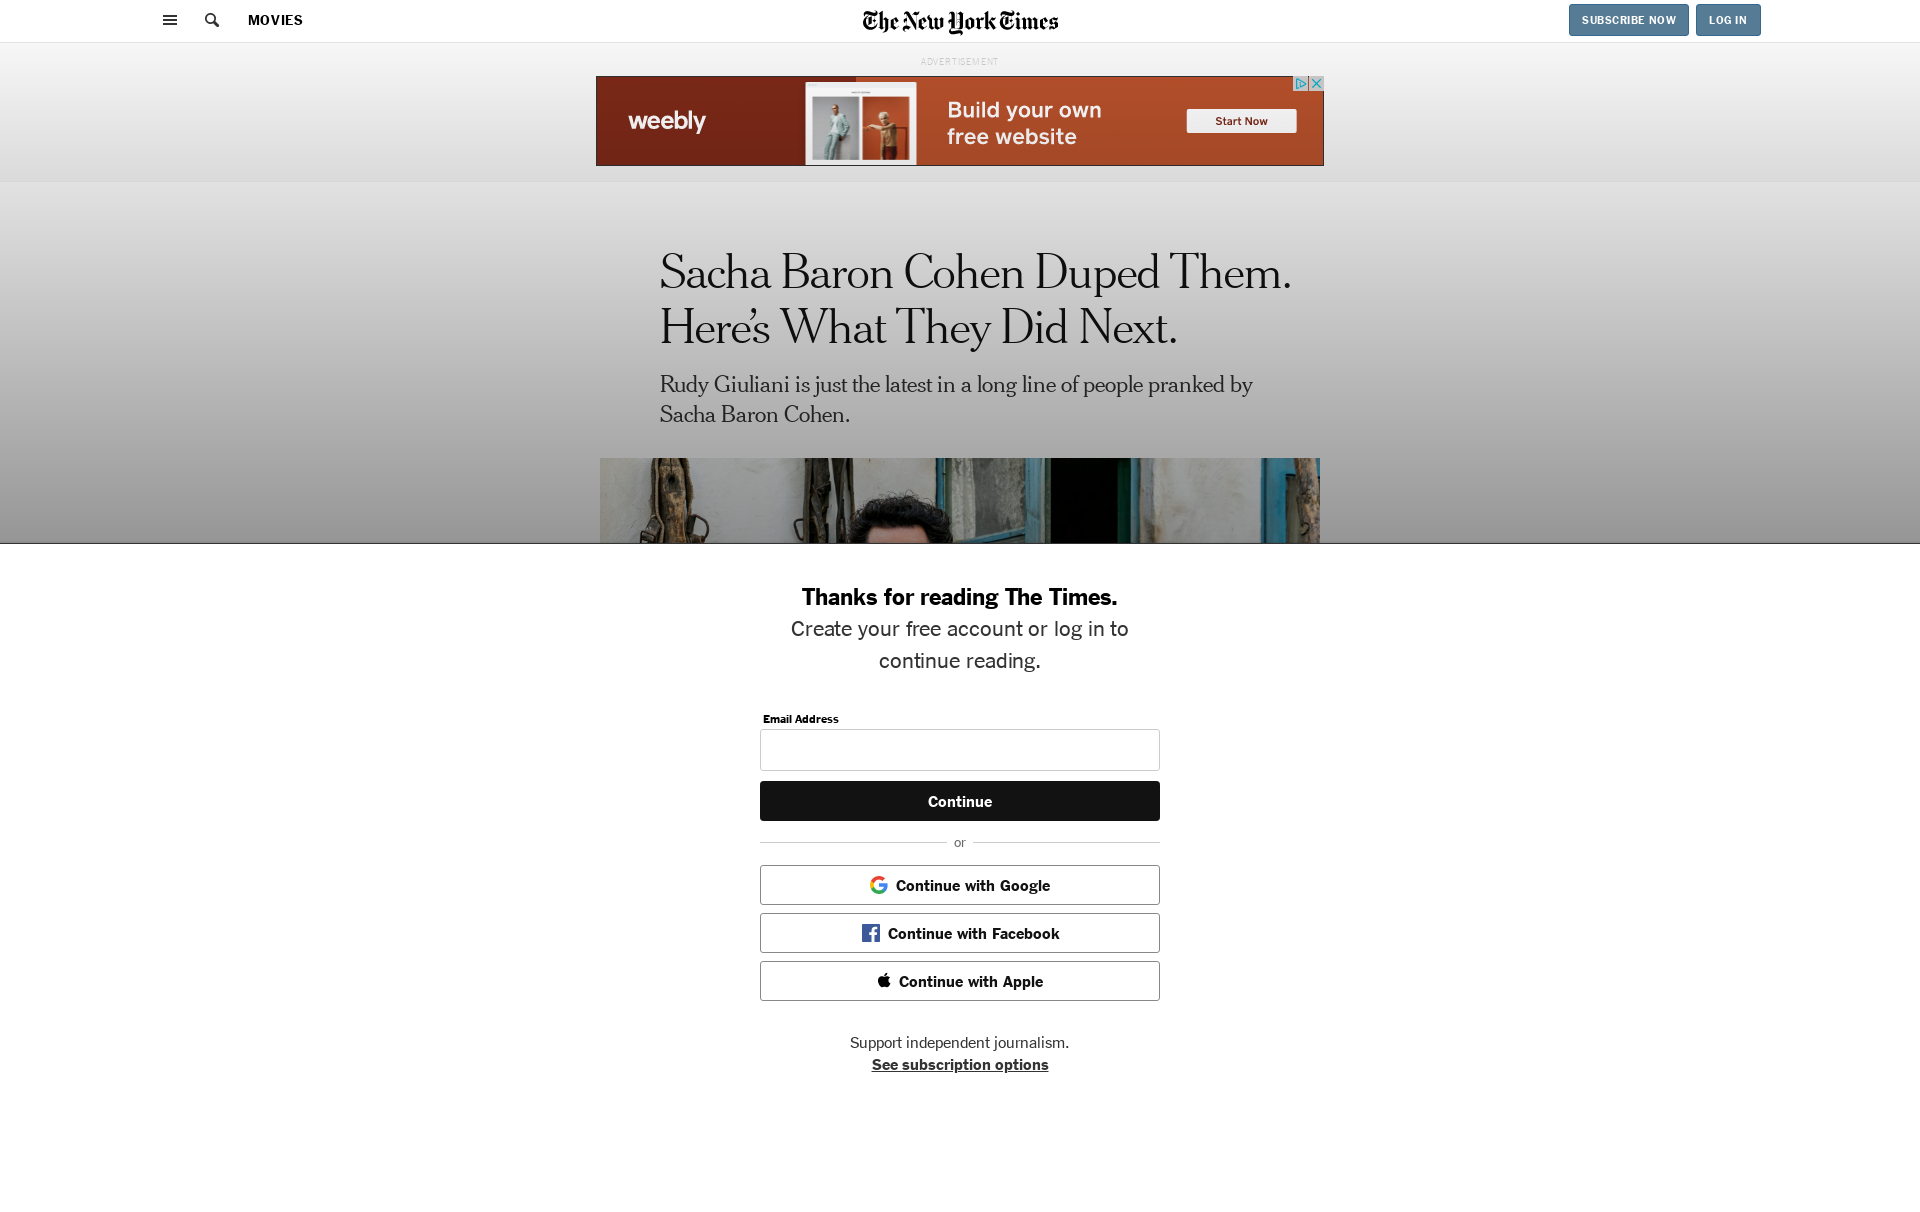 MOVIES
The New York Times
SUBSCRIBE NOW
LOG IN
ADVERTISEMENT
weebly
Build your own
free website
Start Now
Sacha Baron Cohen Duped Them.
Here’s What They Did Next.
Rudy Giuliani is just the latest in a long line of people pranked by
Sacha Baron Cohen.
Thanks for reading The Times.
Create your free account or log in to
continue reading.
Email Address
Continue
or
Continue with Google
Continue with Facebook
Continue with Apple
Support independent journalism.
See subscription options